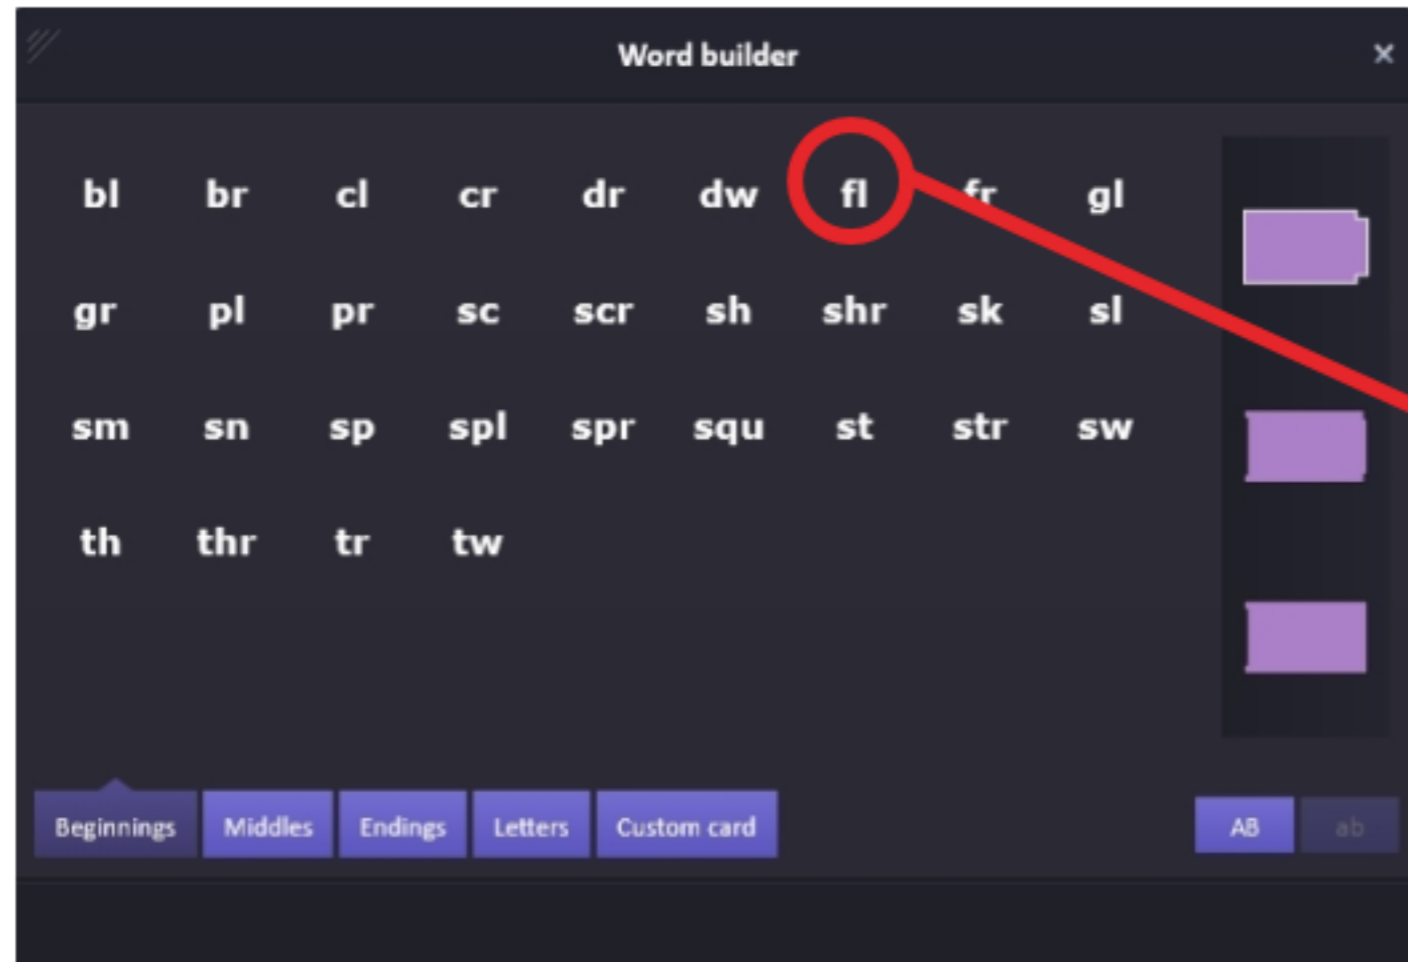 Word builder ×
bl br cl cr dr dw fl fr gl
gr pl pr sc scr sh shr sk sl
sm sn sp spl spr squ st str sw
th thr tr tw
Beginnings Middles Endings Letters Custom card AB ab